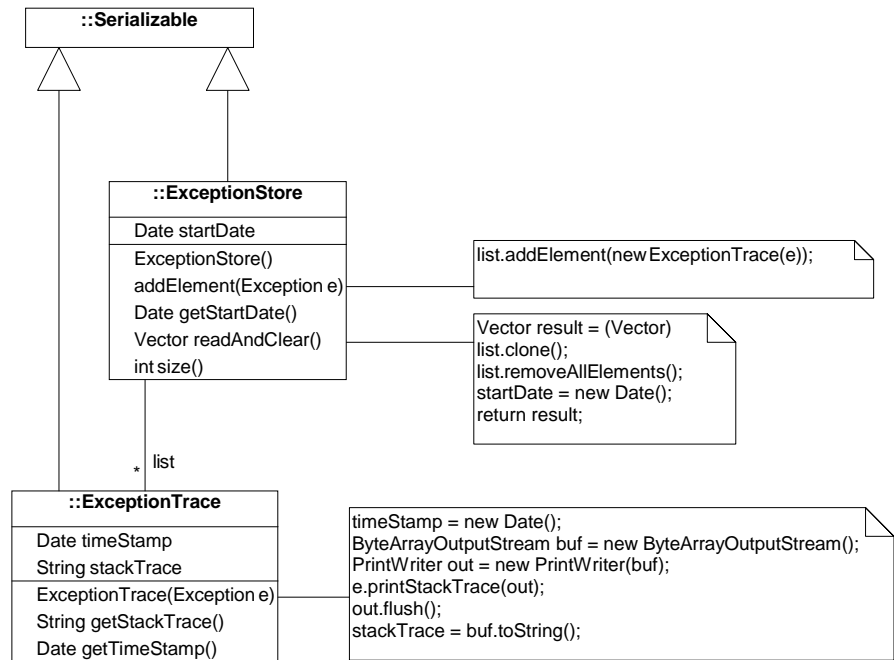 ::Serializable
::ExceptionStore
Date startDate
ExceptionStore()
addElement(Exception e)
Date getStartDate()
Vector readAndClear()
int size()
list.addElement(new ExceptionTrace(e));
Vector result = (Vector)
list.clone();
list.removeAllElements();
startDate = new Date();
return result;
* list
::ExceptionTrace
Date timeStamp
String stackTrace
ExceptionTrace(Exception e)
String getStackTrace()
Date getTimeStamp()
timeStamp = new Date();
ByteArrayOutputStream buf = new ByteArrayOutputStream();
PrintWriter out = new PrintWriter(buf);
e.printStackTrace(out);
out.flush();
stackTrace = buf.toString();